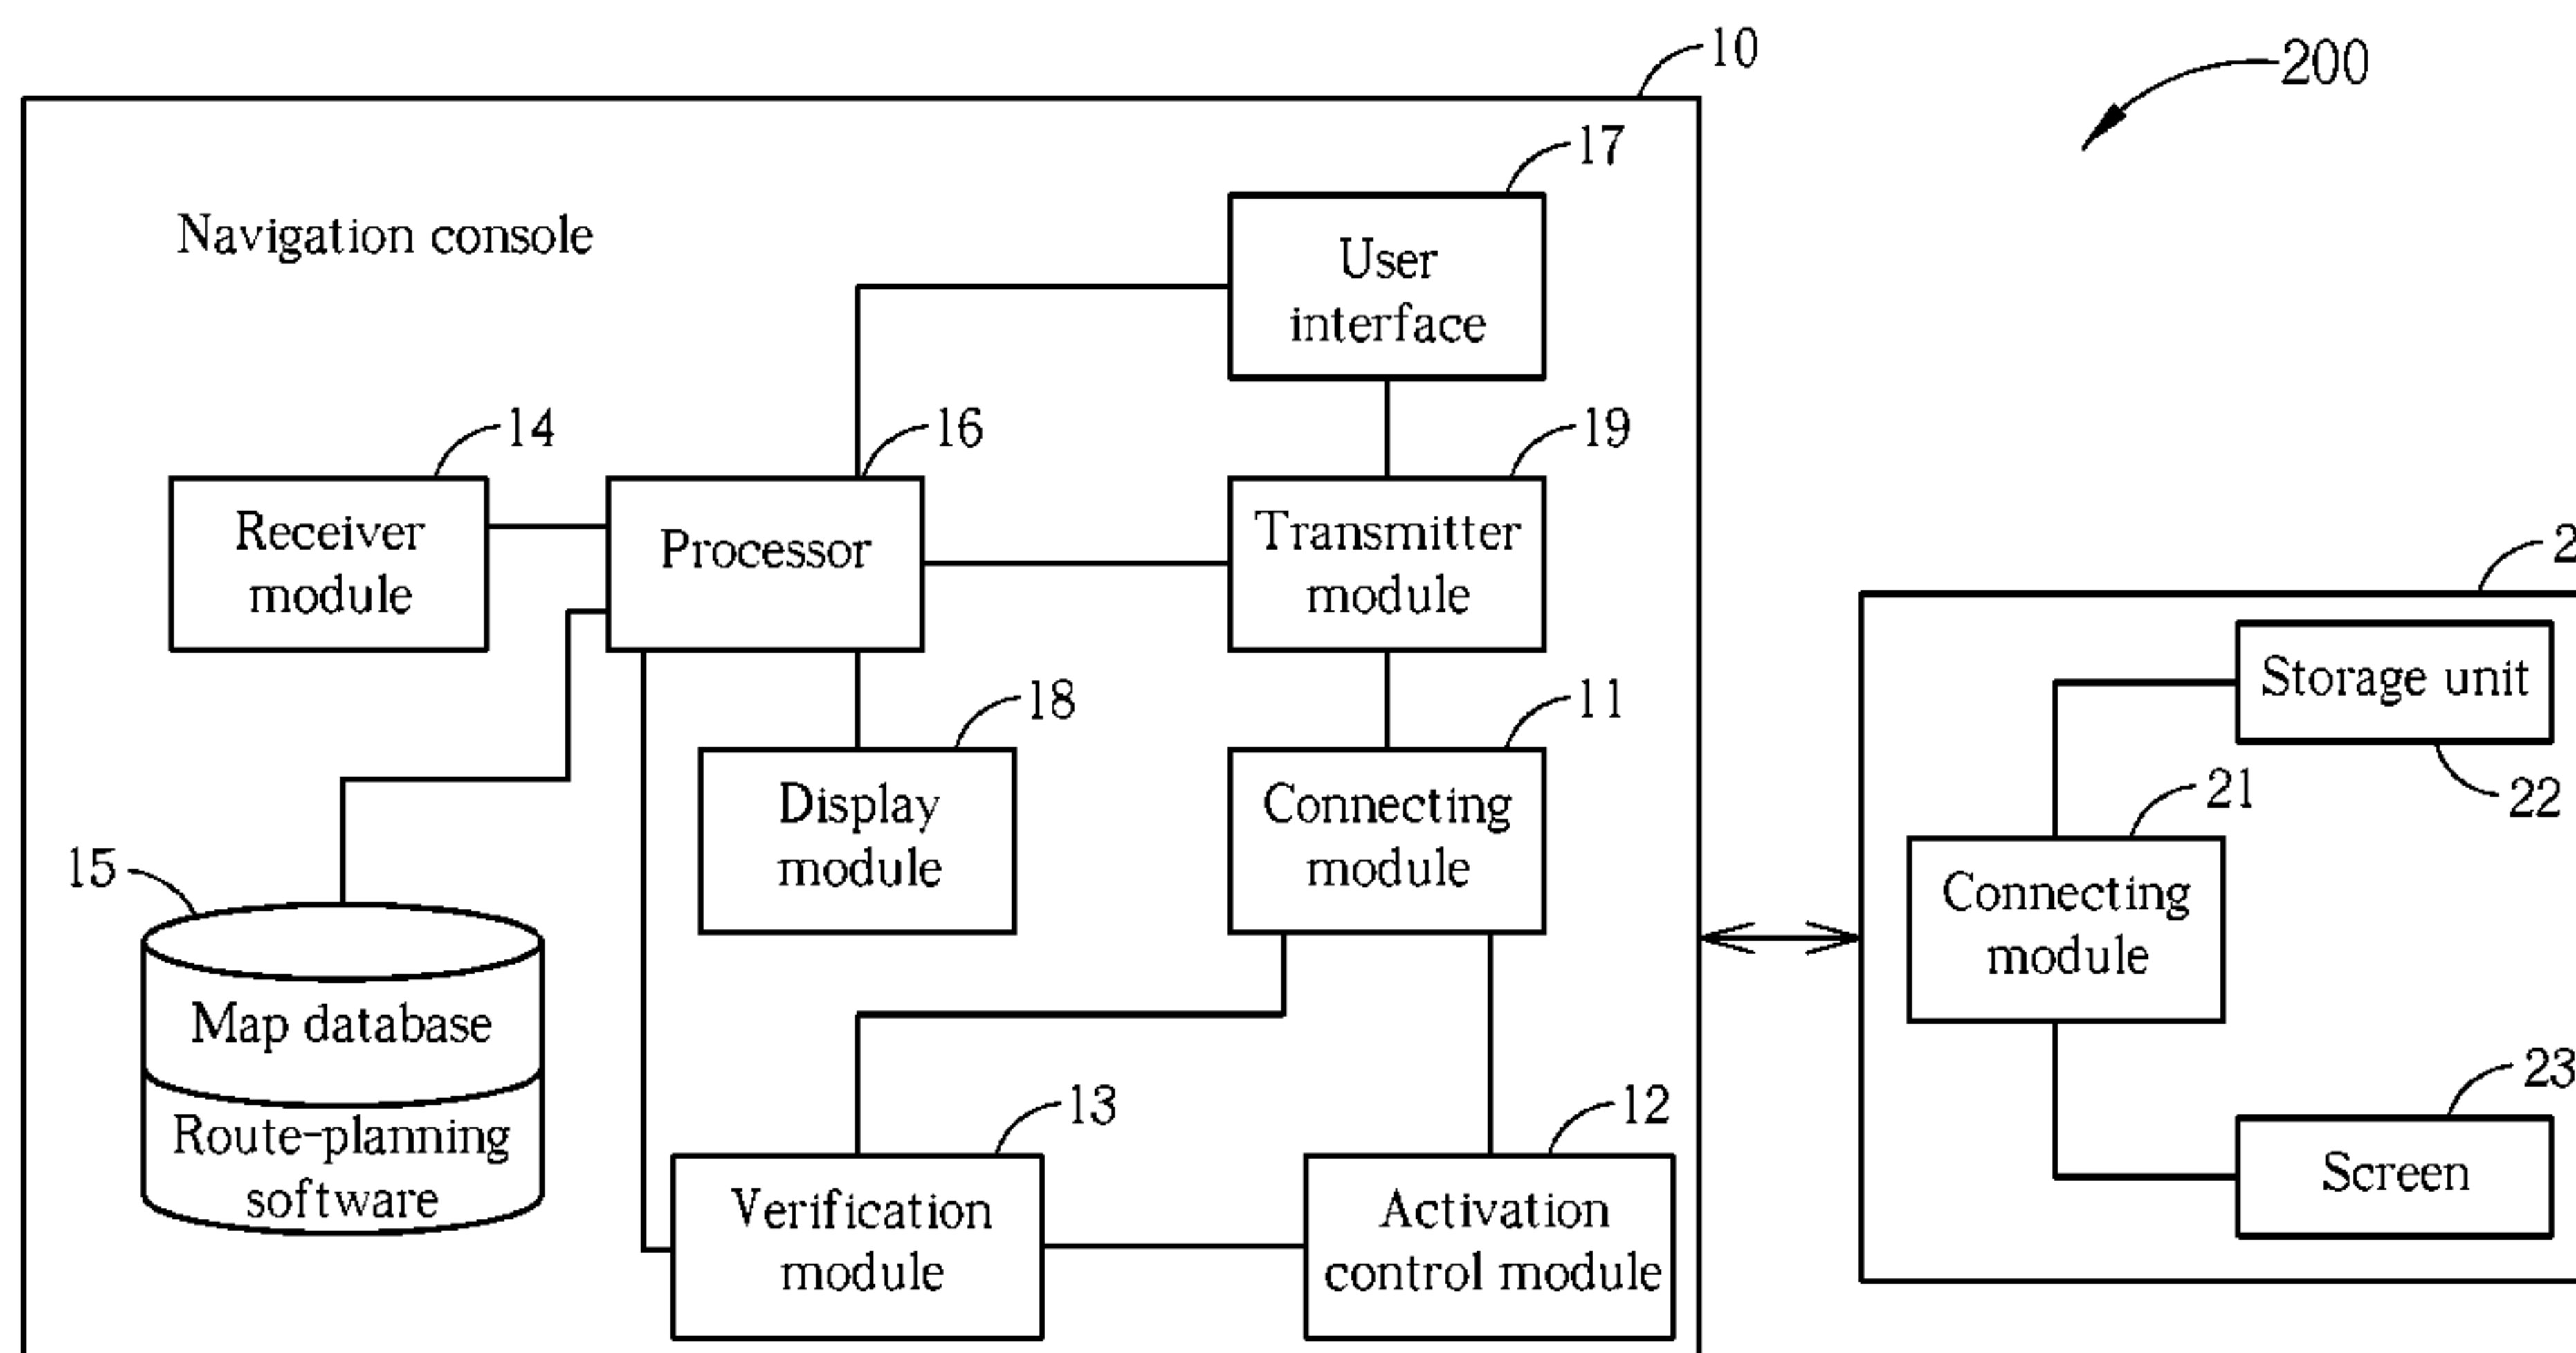 10
200
17
Navigation console
User
interface
14
16
19
Receiver
module
Processor
Transmitter
module
2
Storage unit
22
18
11
Display
module
Connecting
module
21
Connecting
module
15
Map database
Route-planning
software
13
12
23
Verification
module
Activation
control module
Screen